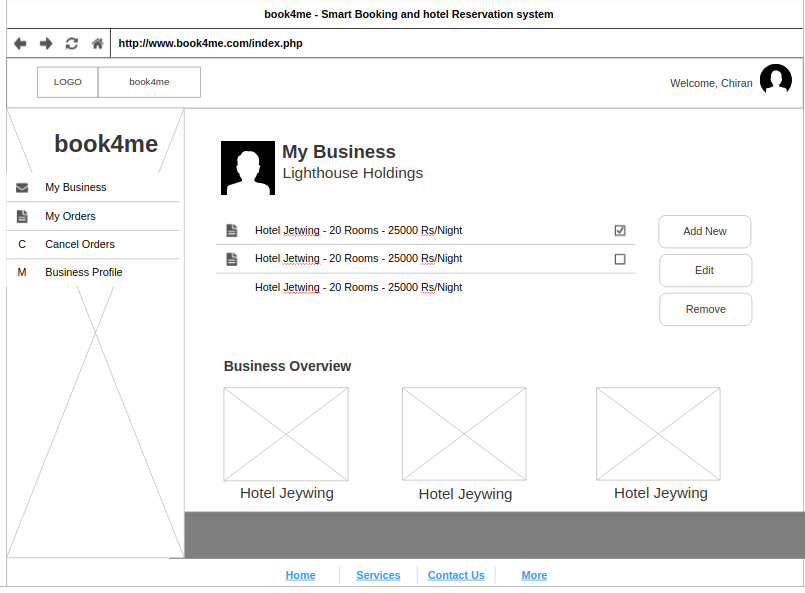 book4me - Smart Booking and hotel Reservation system
http://www.book4me.com/index.php
LOGO book4me
Welcome, Chiran
book4me
My Business
My Orders
C Cancel Orders
M Business Profile
My Business
Lighthouse Holdings
Hotel Jetwing - 20 Rooms - 25000 Rs/Night
Hotel Jetwing - 20 Rooms - 25000 Rs/Night
Hotel Jetwing - 20 Rooms - 25000 Rs/Night
Add New
Edit
Remove
Business Overview
Hotel Jeywing Hotel Jeywing Hotel Jeywing
Home Services Contact Us More